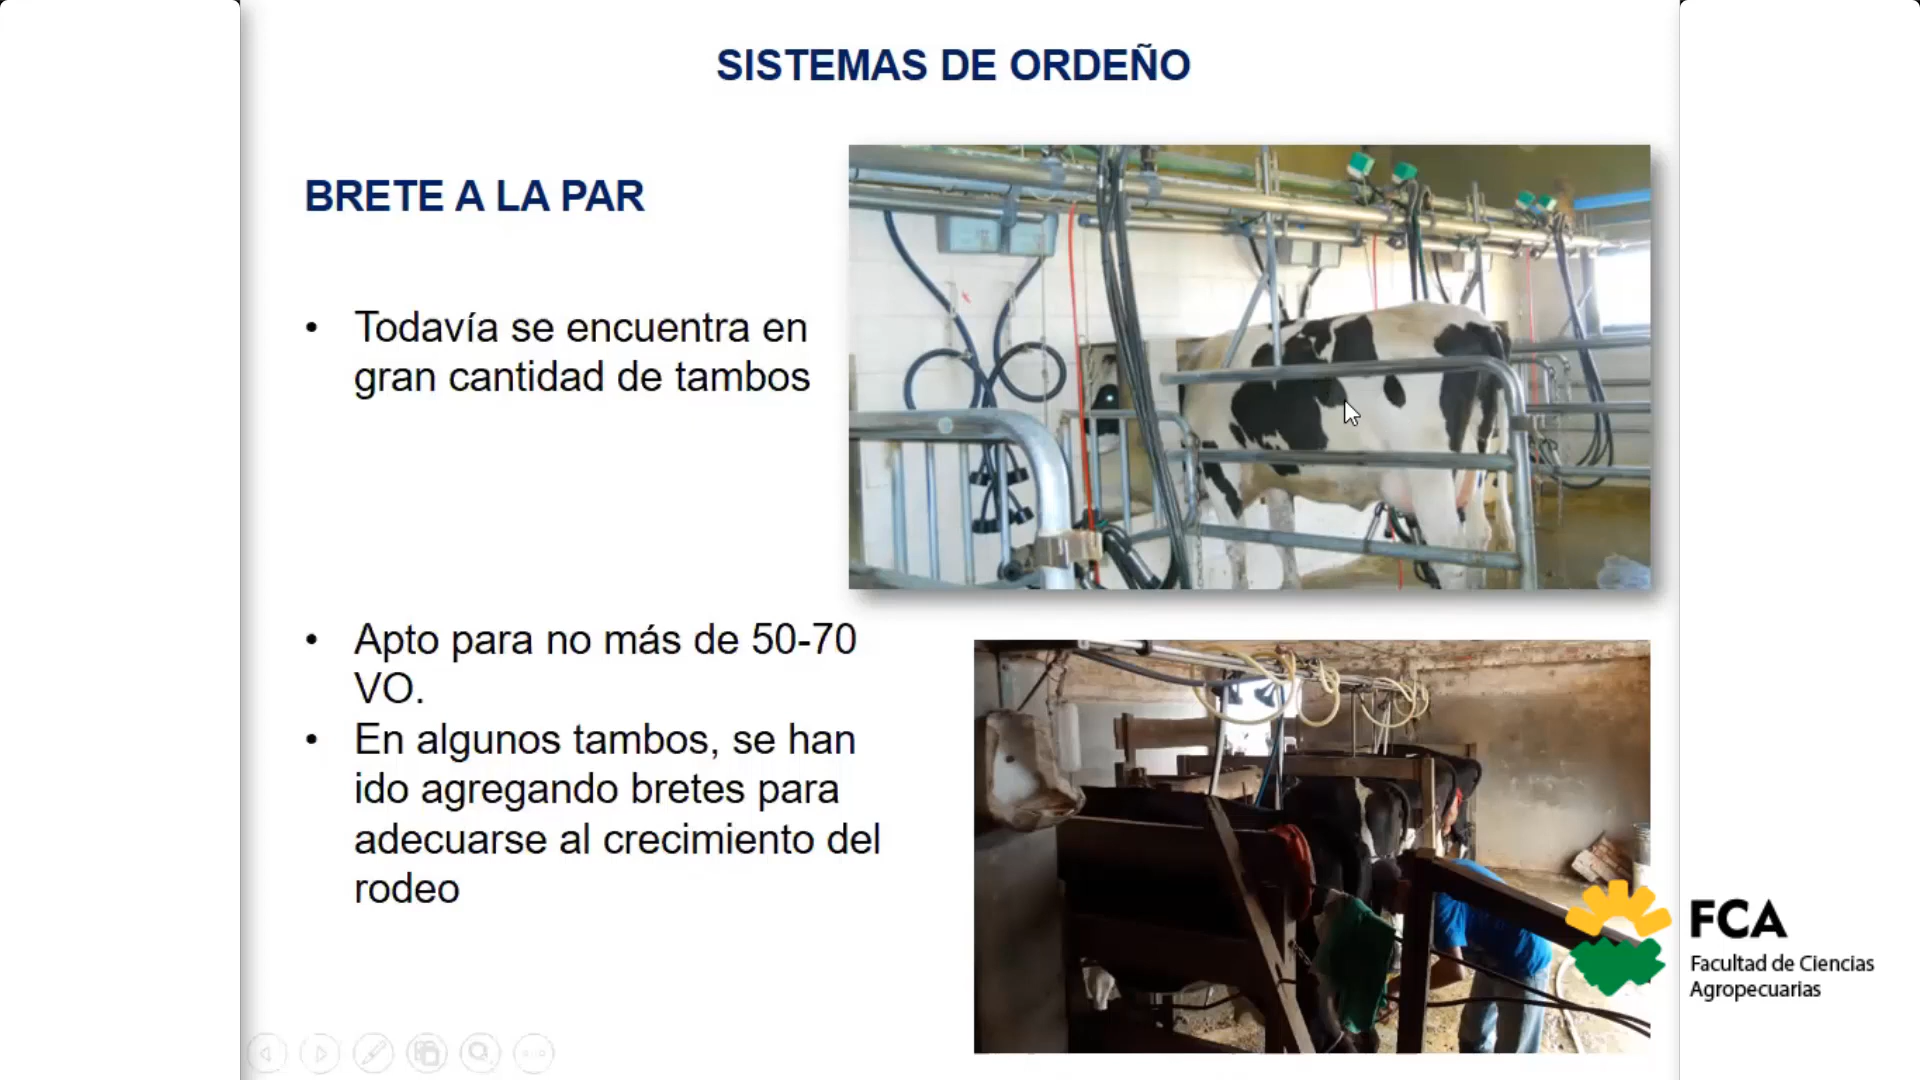 SISTEMAS DE ORDEÑO
BRETE A LA PAR
• Todavía se encuentra en
gran cantidad de tambos
• Apto para no más de 50-70
VO.
• En algunos tambos, se han
ido agregando bretes para
adecuarse al crecimiento del
rodeo
FCA
Facultad de Ciencias
Agropecuarias